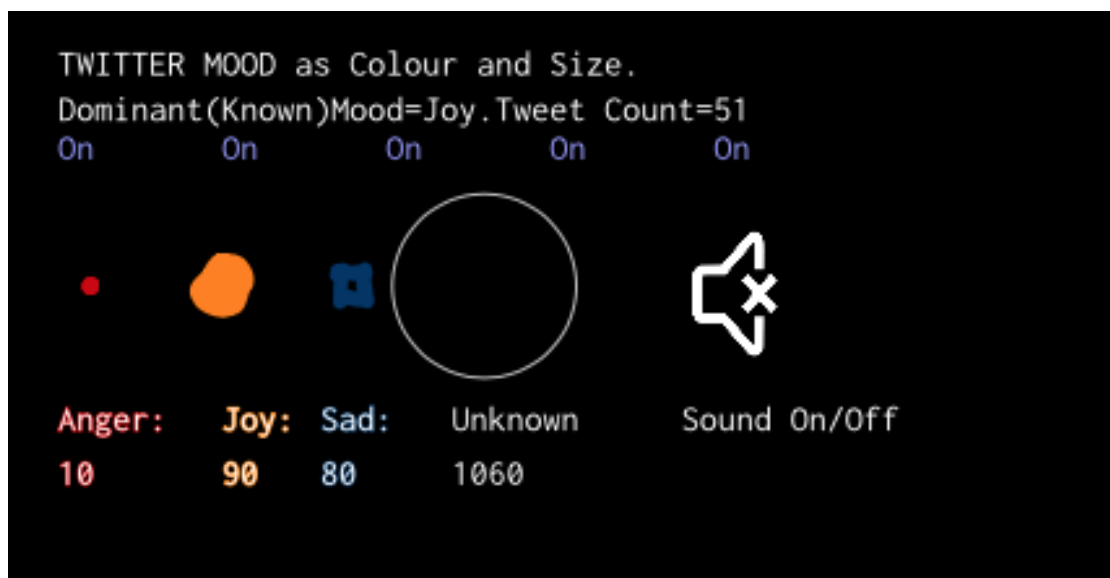 TWITTER MOOD as Colour and Size.
Dominant(Known)Mood=Joy.Tweet Count=51
On On On On On
Anger: Joy: Sad: Unknown Sound On/Off
10 90 80 1060